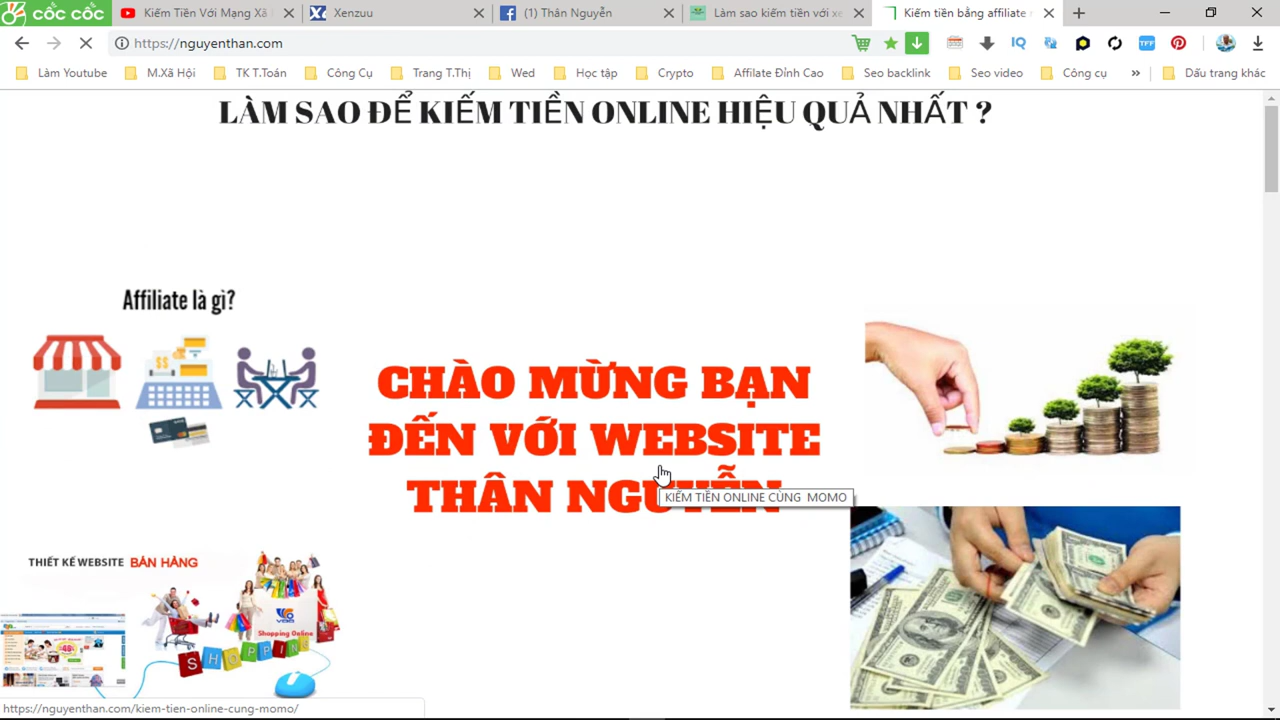 cốc cốc
Kiếm Tiền Với Mạng Xã
Xenzuu
(1) Thân Nguyễn
Làm sao kiếm tiền với xe
Kiếm tiền bằng affiliate
https://nguyenthan.com
IQ
TFF
Làm Youtube
M.Xã Hội
TK T.Toán
Công Cụ
Trang T.Thị
Wed
Học tập
Crypto
Affilate Đỉnh Cao
Seo backlink
Seo video
Công cụ
Dấu trang khác
LÀM SAO ĐỂ KIẾM TIỀN ONLINE HIỆU QUẢ NHẤT ?
Affiliate là gì?
CHÀO MỪNG BẠN
ĐẾN VỚI WEBSITE
THÂN NGUYỄN
KIẾM TIỀN ONLINE CÙNG MOMO
THIẾT KẾ WEBSITE BÁN HÀNG
Shopping Online
SHOPPING
https://nguyenthan.com/kiem-tien-online-cung-momo/